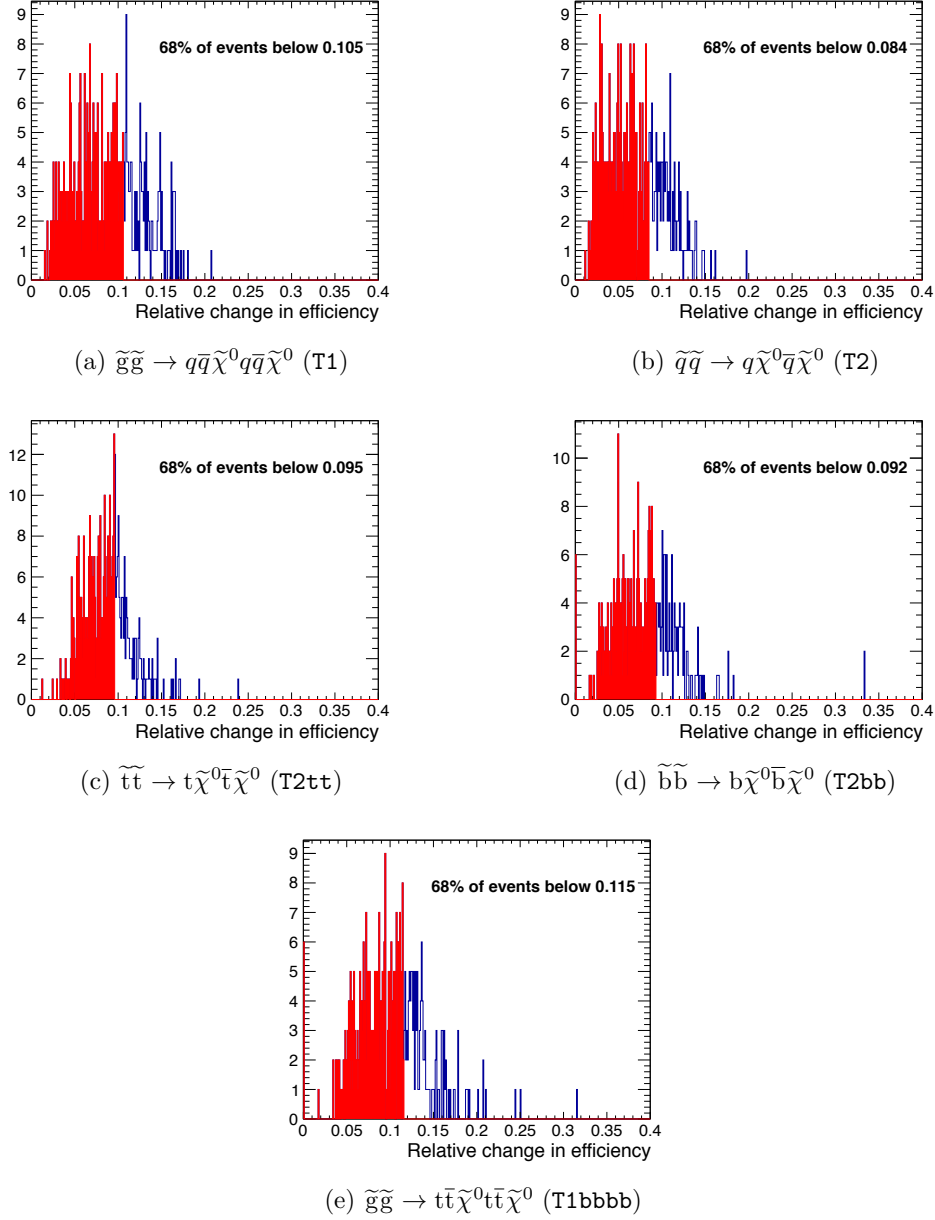 9
8
7
6
5
4
3
2
1
0
68% of events below 0.105
0 0.05 0.1 0.15 0.2 0.25 0.3 0.35 0.4
Relative change in efficiency
(a) g̃g̃ → qq̄χ̃⁰qq̄χ̃⁰ (T1)
9
8
7
6
5
4
3
2
1
0
68% of events below 0.084
0 0.05 0.1 0.15 0.2 0.25 0.3 0.35 0.4
Relative change in efficiency
(b) q̃q̃ → qχ̃⁰q̄χ̃⁰ (T2)
12
10
8
6
4
2
0
68% of events below 0.095
0 0.05 0.1 0.15 0.2 0.25 0.3 0.35 0.4
Relative change in efficiency
(c) t̃t̃ → tχ̃⁰t̄χ̃⁰ (T2tt)
10
8
6
4
2
0
68% of events below 0.092
0 0.05 0.1 0.15 0.2 0.25 0.3 0.35 0.4
Relative change in efficiency
(d) b̃b̃ → bχ̃⁰b̄χ̃⁰ (T2bb)
9
8
7
6
5
4
3
2
1
0
68% of events below 0.115
0 0.05 0.1 0.15 0.2 0.25 0.3 0.35 0.4
Relative change in efficiency
(e) g̃g̃ → tt̄χ̃⁰tt̄χ̃⁰ (T1bbbb)